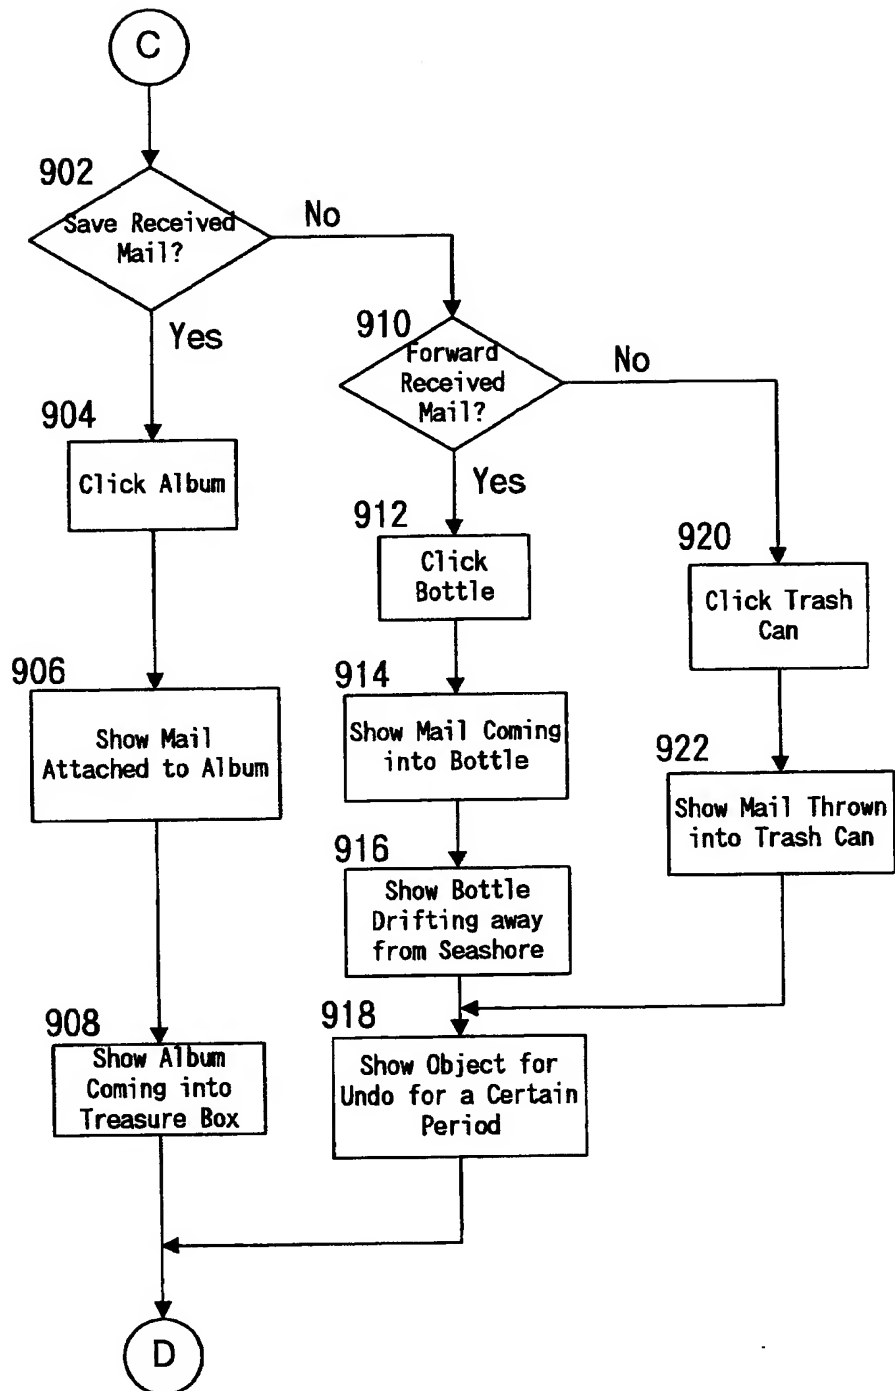 C
902
Save Received
Mail?
No
Yes
904
Click Album
906
Show Mail
Attached to Album
908
Show Album
Coming into
Treasure Box
910
Forward
Received
Mail?
No
Yes
912
Click
Bottle
914
Show Mail Coming
into Bottle
916
Show Bottle
Drifting away
from Seashore
918
Show Object for
Undo for a Certain
Period
920
Click Trash
Can
922
Show Mail Thrown
into Trash Can
D